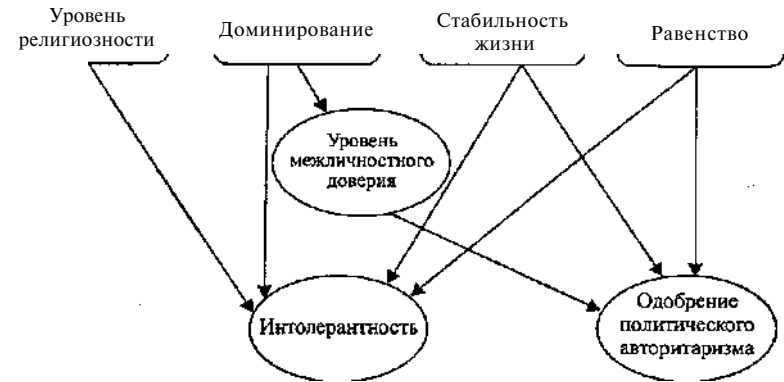 Уровень
религиозности
Доминирование
Стабильность
жизни
Равенство
Уровень
межличностного
доверия
Интолерантность
Одобрение
политического
авторитаризма